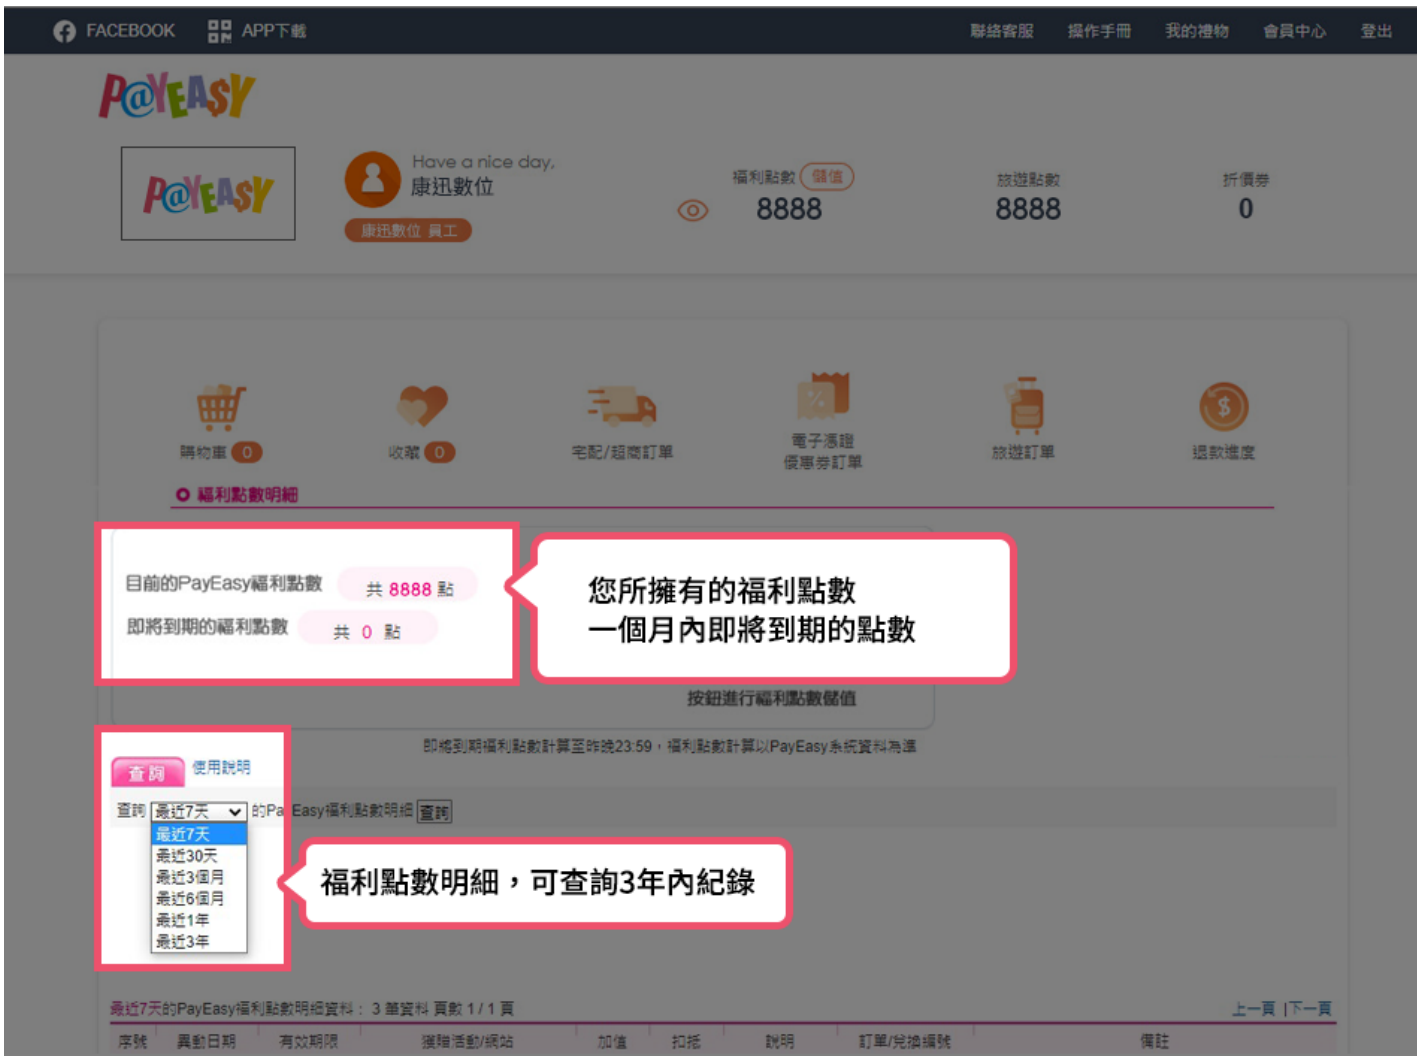 FACEBOOK APP下載 聯絡客服 操作手冊 我的禮物 會員中心 登出
P@YEA$Y
P@YEA$Y
Have a nice day,
康迅數位
康迅數位 員工
福利點數 儲值
8888
旅遊點數
8888
折價券
0
購物車 0
收藏 0
宅配/超商訂單
電子憑證
優惠券訂單
旅遊訂單
退款進度
福利點數明細
目前的PayEasy福利點數 共 8888 點
即將到期的福利點數 共 0 點
您所擁有的福利點數
一個月內即將到期的點數
按鈕進行福利點數儲值
即將到期福利點數計算至昨晚23:59，福利點數計算以PayEasy系統資料為準
查詢 使用說明
查詢 最近7天 的PayEasy福利點數明細 查詢
最近7天
最近30天
最近3個月
最近6個月
最近1年
最近3年
福利點數明細，可查詢3年內紀錄
最近7天的PayEasy福利點數明細資料： 3 筆資料 頁數 1 / 1 頁 上一頁 |下一頁
序號 異動日期 有效期限 獲贈活動/網站 加值 扣抵 說明 訂單/兌換編號 備註